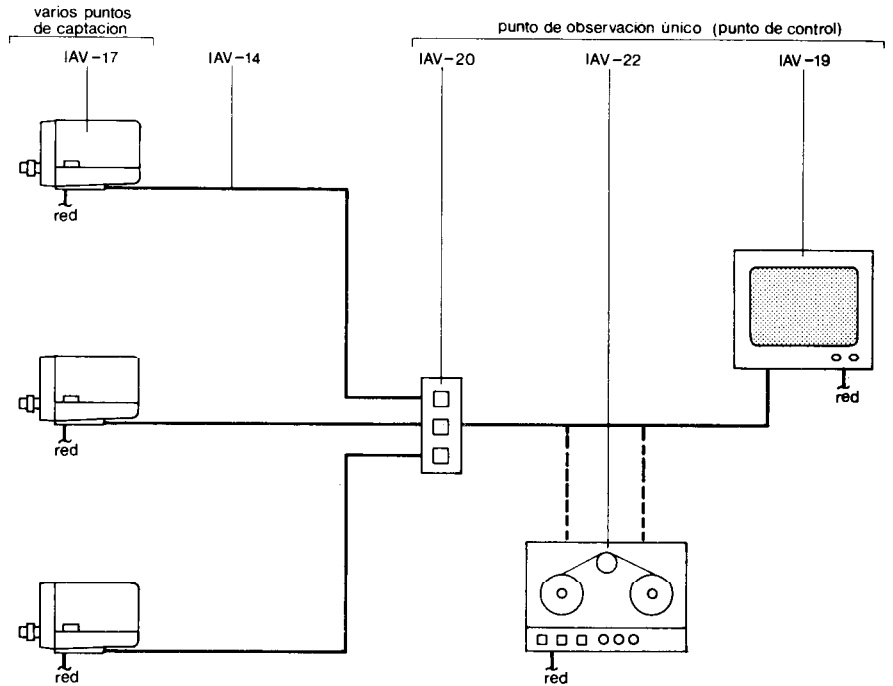 varios puntos
de captacion
punto de observación único (punto de control)
IAV-17
IAV-14
IAV-20
IAV-22
IAV-19
red
red
red
red
red